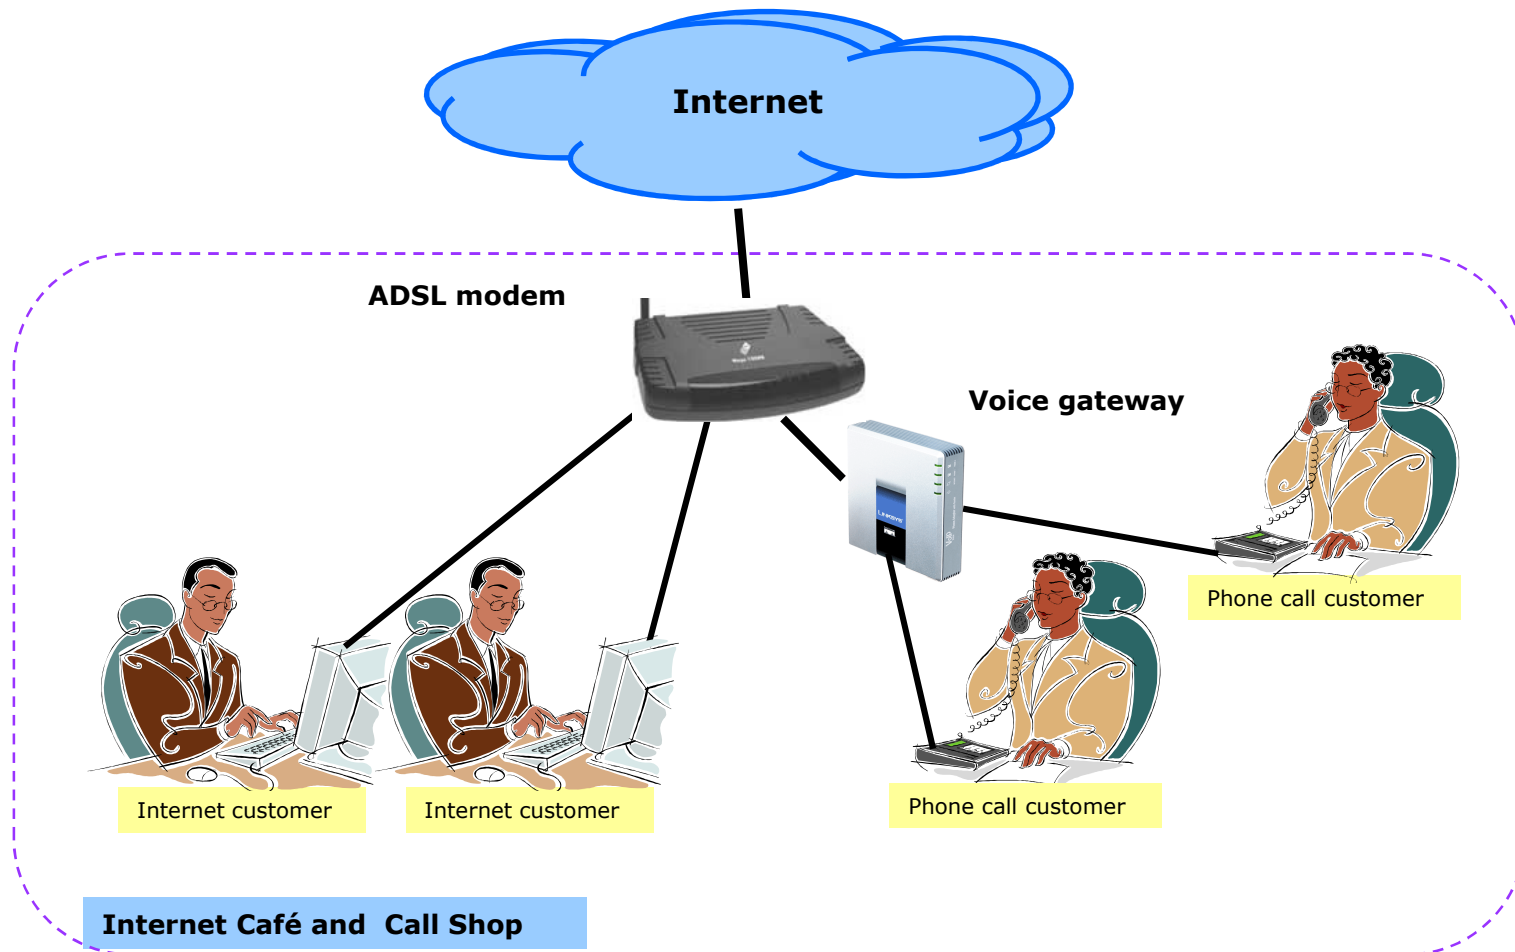 Internet
ADSL modem
Voice gateway
LINKSYS
Phone call customer
Internet customer
Internet customer
Phone call customer
Internet Café and  Call Shop